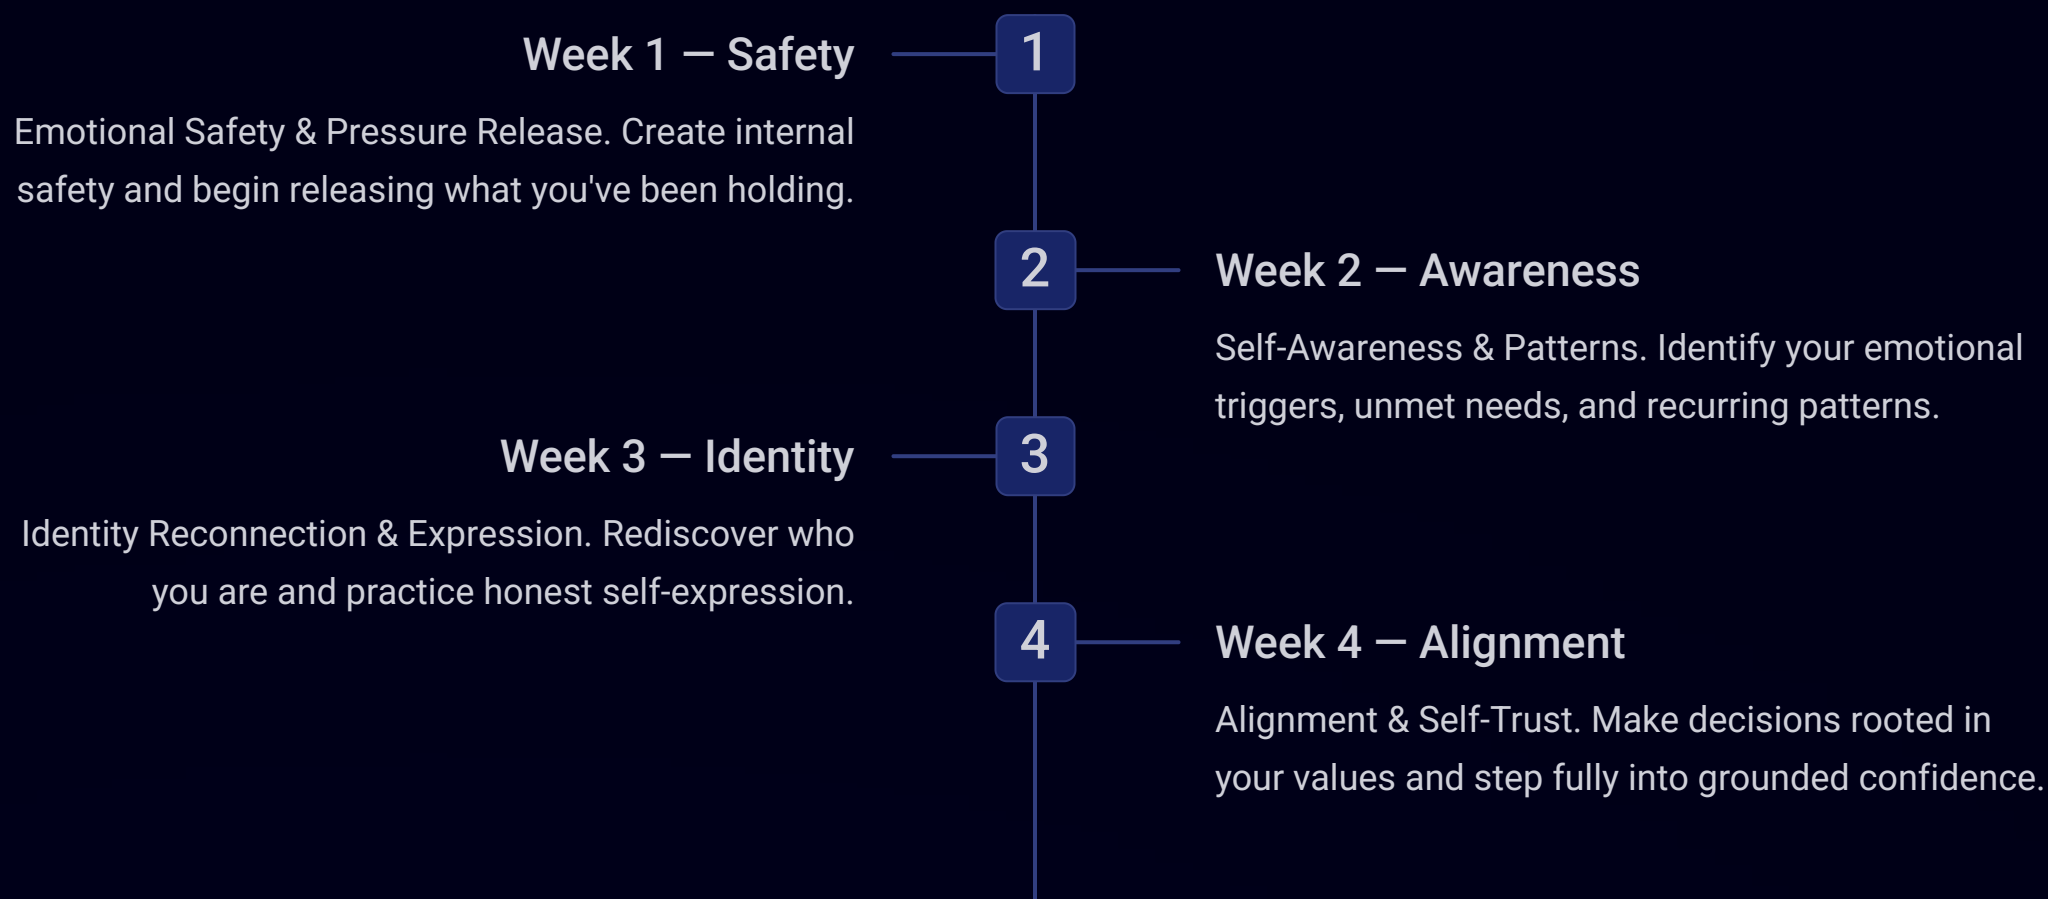 Week 1 — Safety
1
Emotional Safety & Pressure Release. Create internal
safety and begin releasing what you've been holding.
2
Week 2 — Awareness
Self-Awareness & Patterns. Identify your emotional
triggers, unmet needs, and recurring patterns.
Week 3 — Identity
3
Identity Reconnection & Expression. Rediscover who
you are and practice honest self-expression.
4
Week 4 — Alignment
Alignment & Self-Trust. Make decisions rooted in
your values and step fully into grounded confidence.